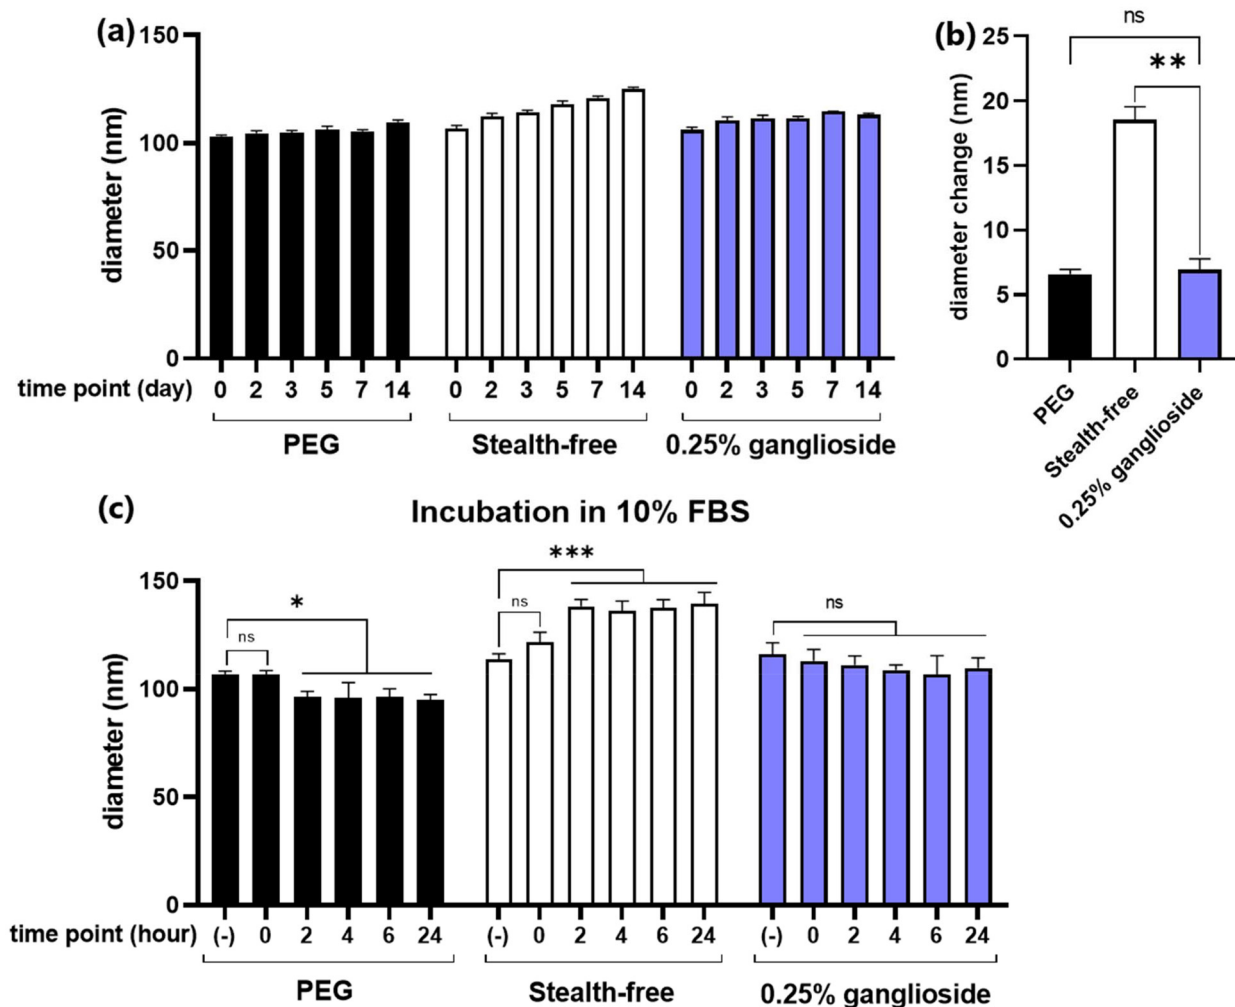 (a)
150
100
50
0
diameter (nm)
time point (day)
0 2 3 5 7 14 0 2 3 5 7 14 0 2 3 5 7 14
PEG Stealth-free 0.25% ganglioside
(b)
25
20
15
10
5
0
diameter change (nm)
ns
**
PEG
Stealth-free
0.25% ganglioside
(c)
Incubation in 10% FBS
150
100
50
0
diameter (nm)
*
ns
***
ns
ns
time point (hour)
(-) 0 2 4 6 24 (-) 0 2 4 6 24 (-) 0 2 4 6 24
PEG Stealth-free 0.25% ganglioside